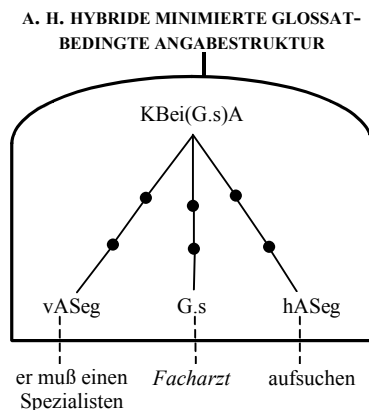 A. H. HYBRIDE MINIMIERTE GLOSSAT-
BEDINGTE ANGABESTRUKTUR
KBei(G.s)A
vASeg G.s hASeg
er muß einen Facharzt aufsuchen
Spezialisten